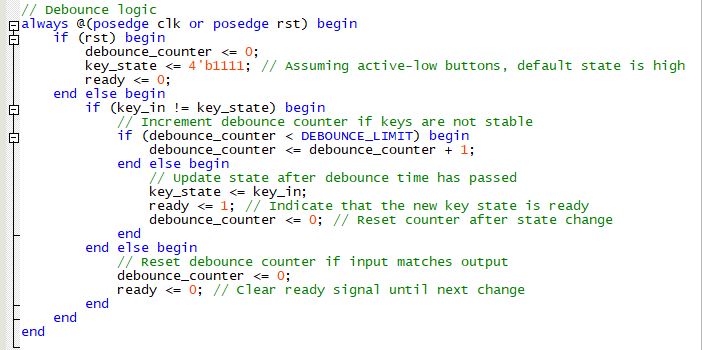 // Debounce logic
always @(posedge clk or posedge rst) begin
    if (rst) begin
        debounce_counter <= 0;
        key_state <= 4'b1111; // Assuming active-low buttons, default state is high
        ready <= 0;
    end else begin
        if (key_in != key_state) begin
            // Increment debounce counter if keys are not stable
            if (debounce_counter < DEBOUNCE_LIMIT) begin
                debounce_counter <= debounce_counter + 1;
            end else begin
                // Update state after debounce time has passed
                key_state <= key_in;
                ready <= 1; // Indicate that the new key state is ready
                debounce_counter <= 0; // Reset counter after state change
            end
        end else begin
            // Reset debounce counter if input matches output
            debounce_counter <= 0;
            ready <= 0; // Clear ready signal until next change
        end
    end
end